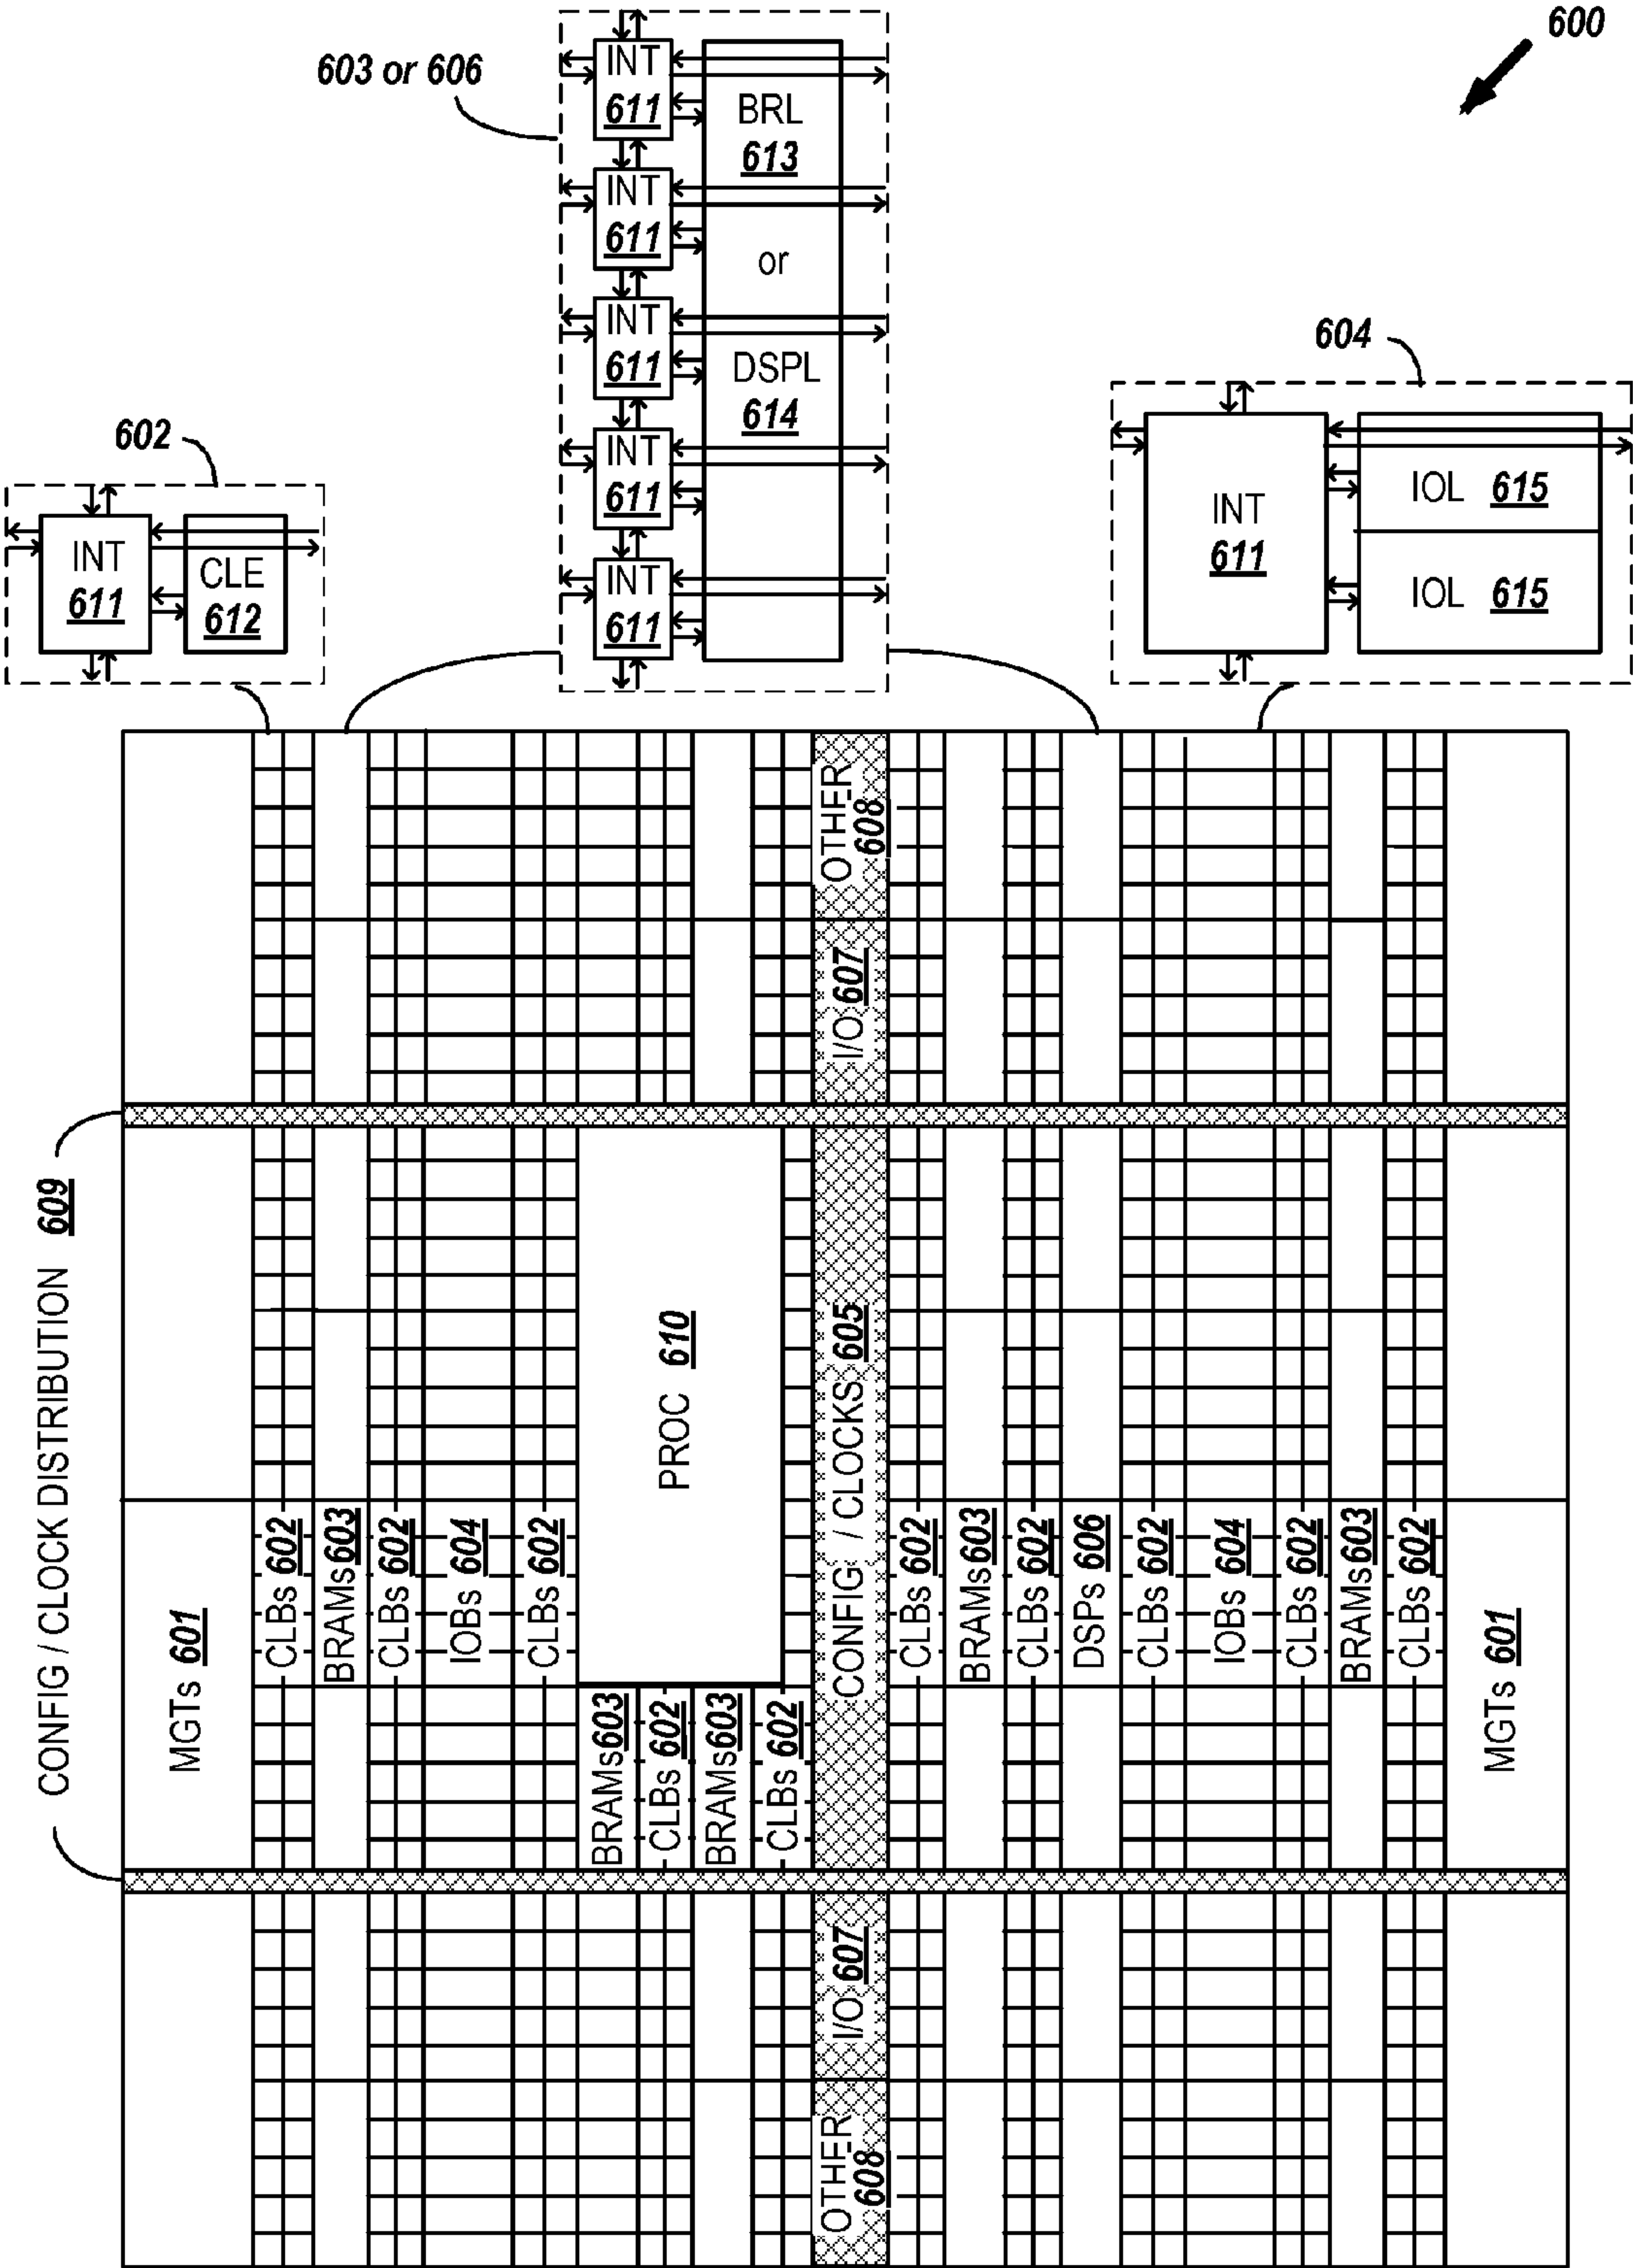 600
603 or 606
INT
611
INT
611
INT
611
INT
611
INT
611
BRL
613
or
DSPL
614
602
INT
611
CLE
612
604
INT
611
IOL 615
IOL 615
CONFIG / CLOCK DISTRIBUTION 609
MGTs 601
CLBs 602
BRAMs 603
CLBs 602
IOBs 604
CLBs 602
PROC 610
BRAMs 603
CLBs 602
BRAMs 603
CLBs 602
OTHER
608
I/O 607
CONFIG / CLOCKS 605
I/O 607
OTHER
608
CLBs 602
BRAMs 603
CLBs 602
DSPs 606
CLBs 602
IOBs 604
CLBs 602
BRAMs 603
CLBs 602
MGTs 601